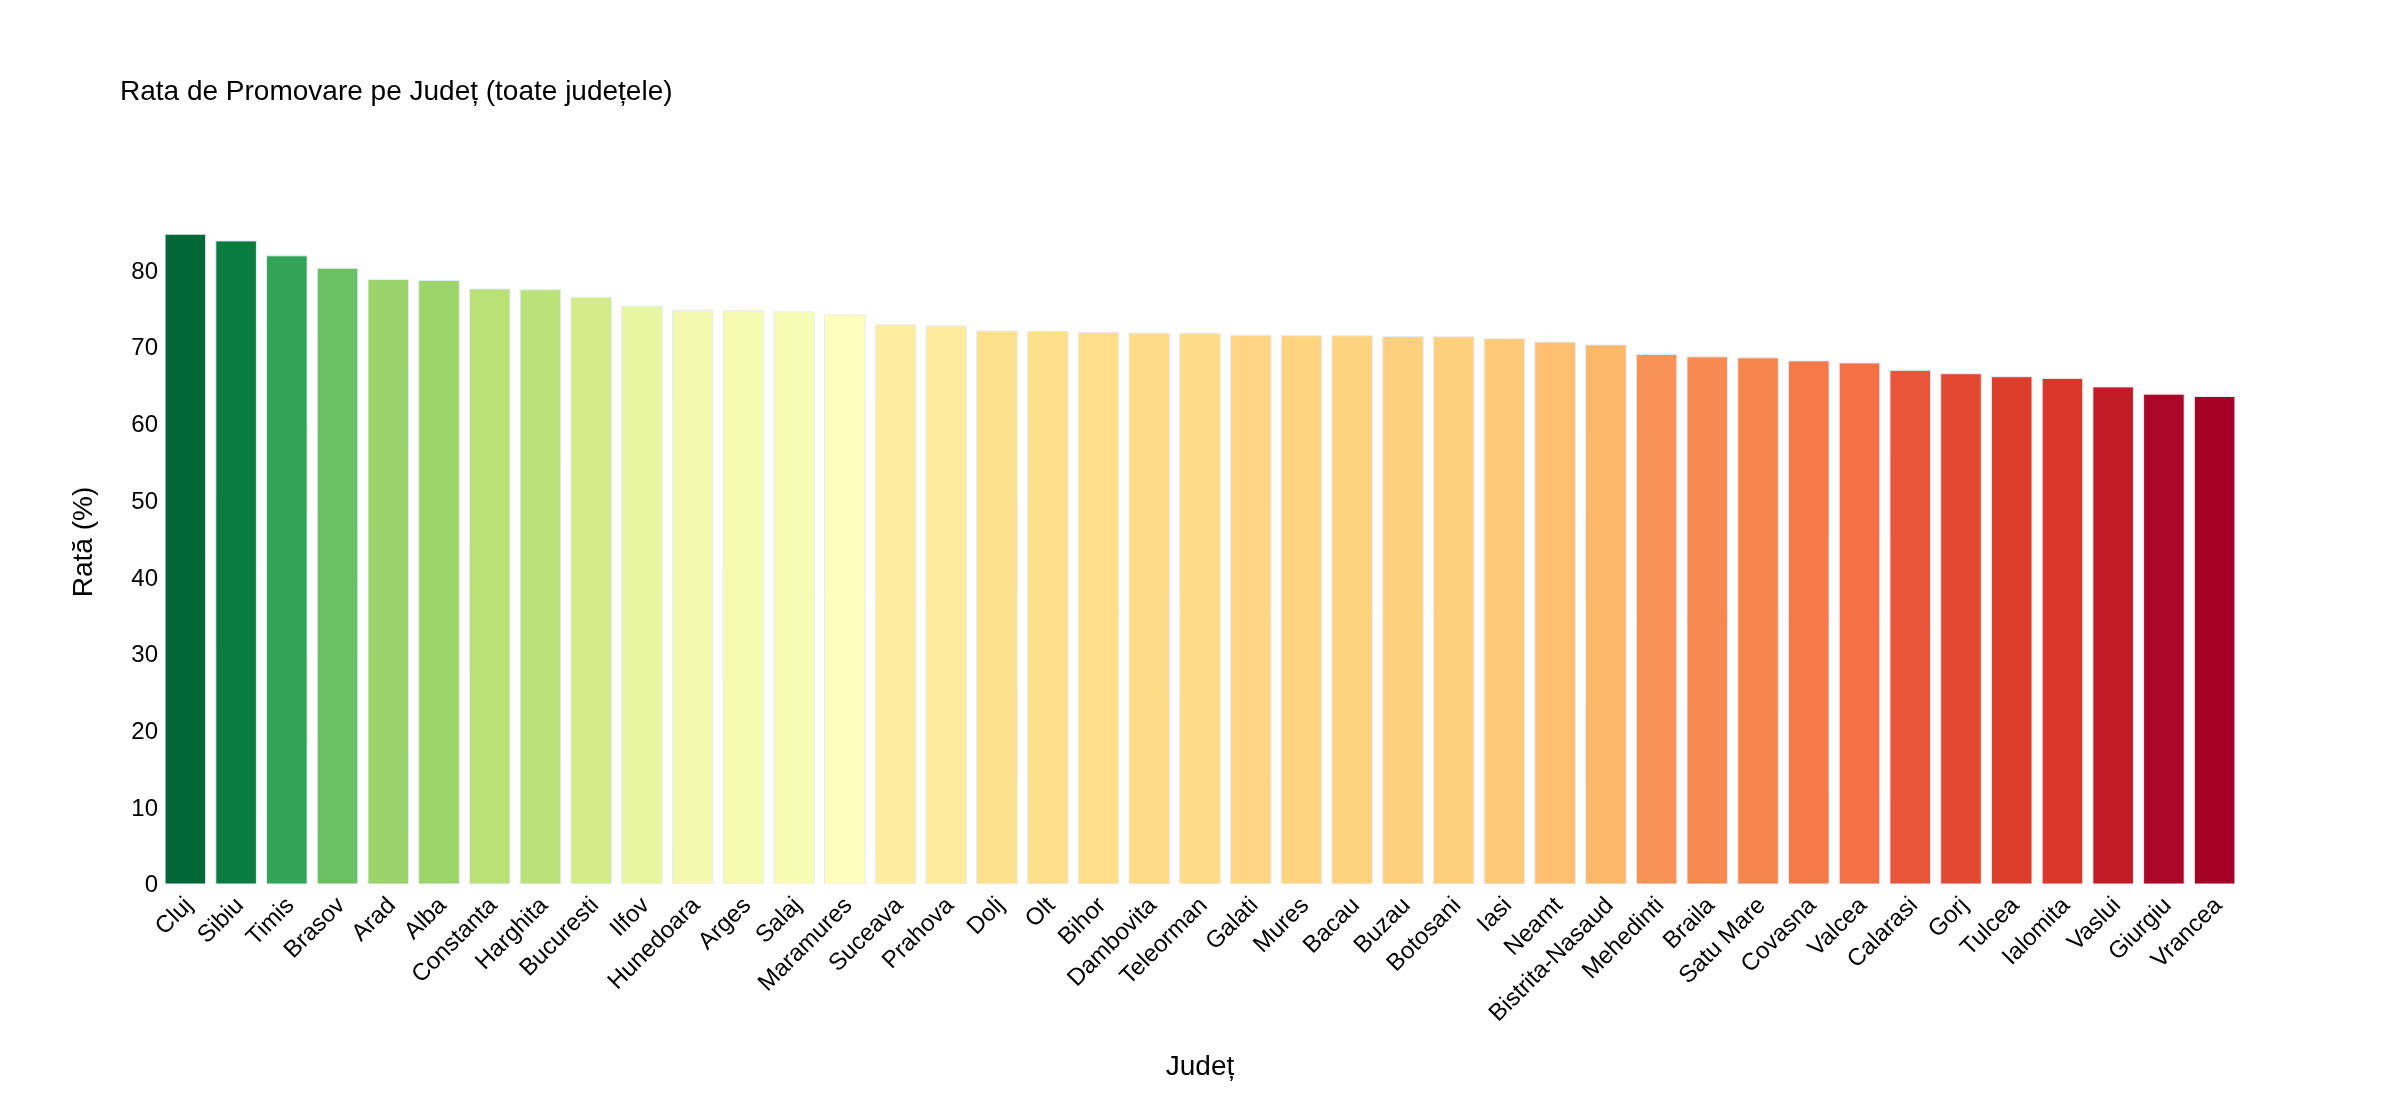 Rata de Promovare pe Județ (toate județele)
Rată (%)
80
70
60
50
40
30
20
10
0
Cluj
Sibiu
Timis
Brasov
Arad
Alba
Constanta
Harghita
Bucuresti
Ilfov
Hunedoara
Arges
Salaj
Maramures
Suceava
Prahova
Dolj
Olt
Bihor
Dambovita
Teleorman
Galati
Mures
Bacau
Buzau
Botosani
Iasi
Neamt
Bistrita-Nasaud
Mehedinti
Braila
Satu Mare
Covasna
Valcea
Calarasi
Gorj
Tulcea
Ialomita
Vaslui
Giurgiu
Vrancea
Județ